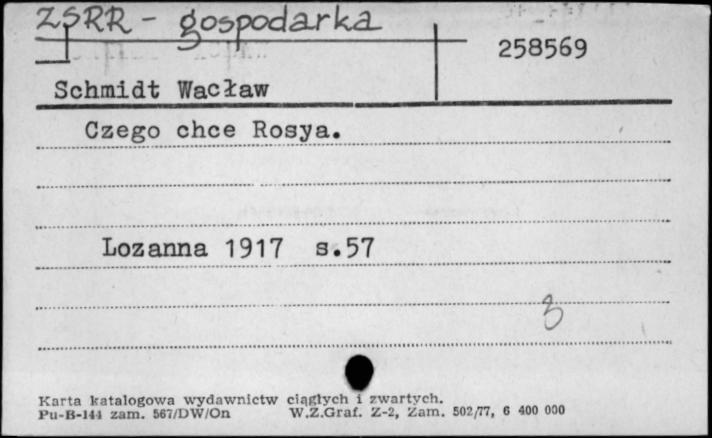 ZSRR - gospodarka
258569
Schmidt Wacław
Czego chce Rosya.
Lozanna 1917 s.57
3
Karta katalogowa wydawnictw ciągłych i zwartych.
Pu-B-144 zam. 567/DW/On W.Z.Graf. Z-2, Zam. 502/77, 6 400 000